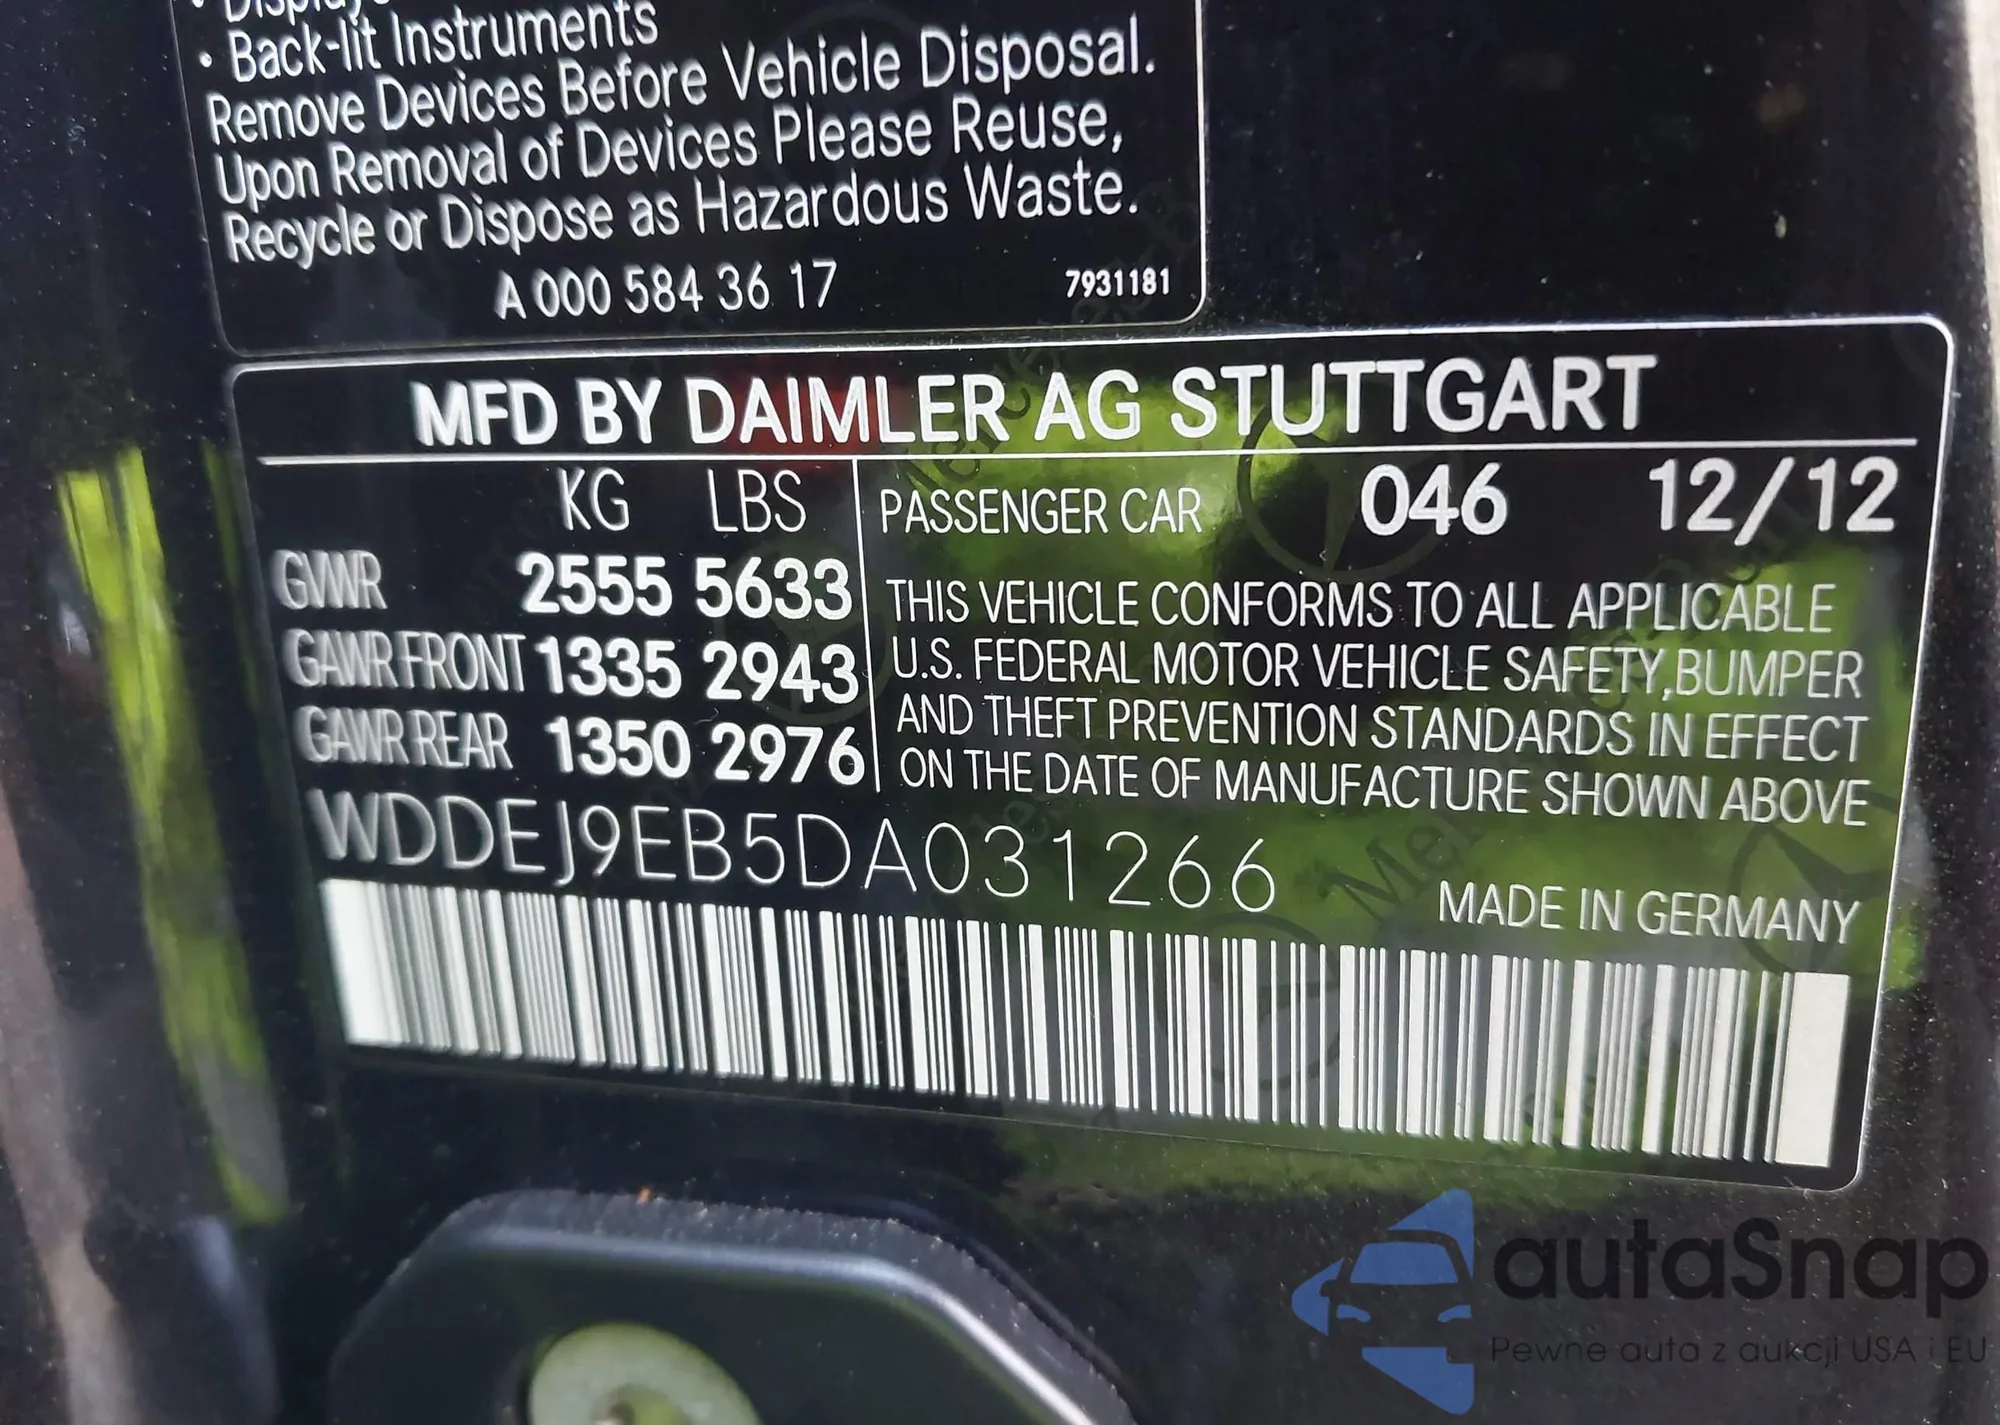 • Back-lit Instruments
Remove Devices Before Vehicle Disposal.
Upon Removal of Devices Please Reuse,
Recycle or Dispose as Hazardous Waste.
A 000 584 36 17 7931181
MFD BY DAIMLER AG STUTTGART
KG LBS
GVWR 2555 5633
GAWR FRONT 1335 2943
GAWR REAR 1350 2976
PASSENGER CAR 046 12/12
THIS VEHICLE CONFORMS TO ALL APPLICABLE
U.S. FEDERAL MOTOR VEHICLE SAFETY, BUMPER
AND THEFT PREVENTION STANDARDS IN EFFECT
ON THE DATE OF MANUFACTURE SHOWN ABOVE
WDDEJ9EB5DA031266
MADE IN GERMANY
autaSnap
Pewne auta z aukcji USA i EU